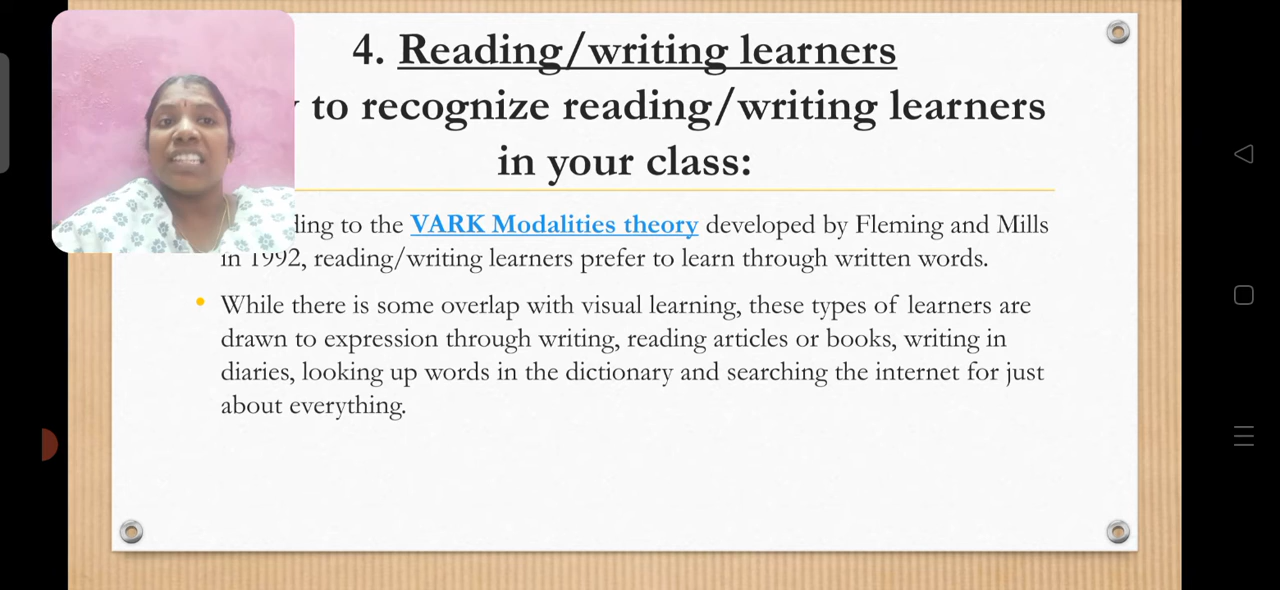 4. Reading/writing learners
to recognize reading/writing learners
in your class:
to the VARK Modalities theory developed by Fleming and Mills
in 1992, reading/writing learners prefer to learn through written words.
• While there is some overlap with visual learning, these types of learners are
drawn to expression through writing, reading articles or books, writing in
diaries, looking up words in the dictionary and searching the internet for just
about everything.